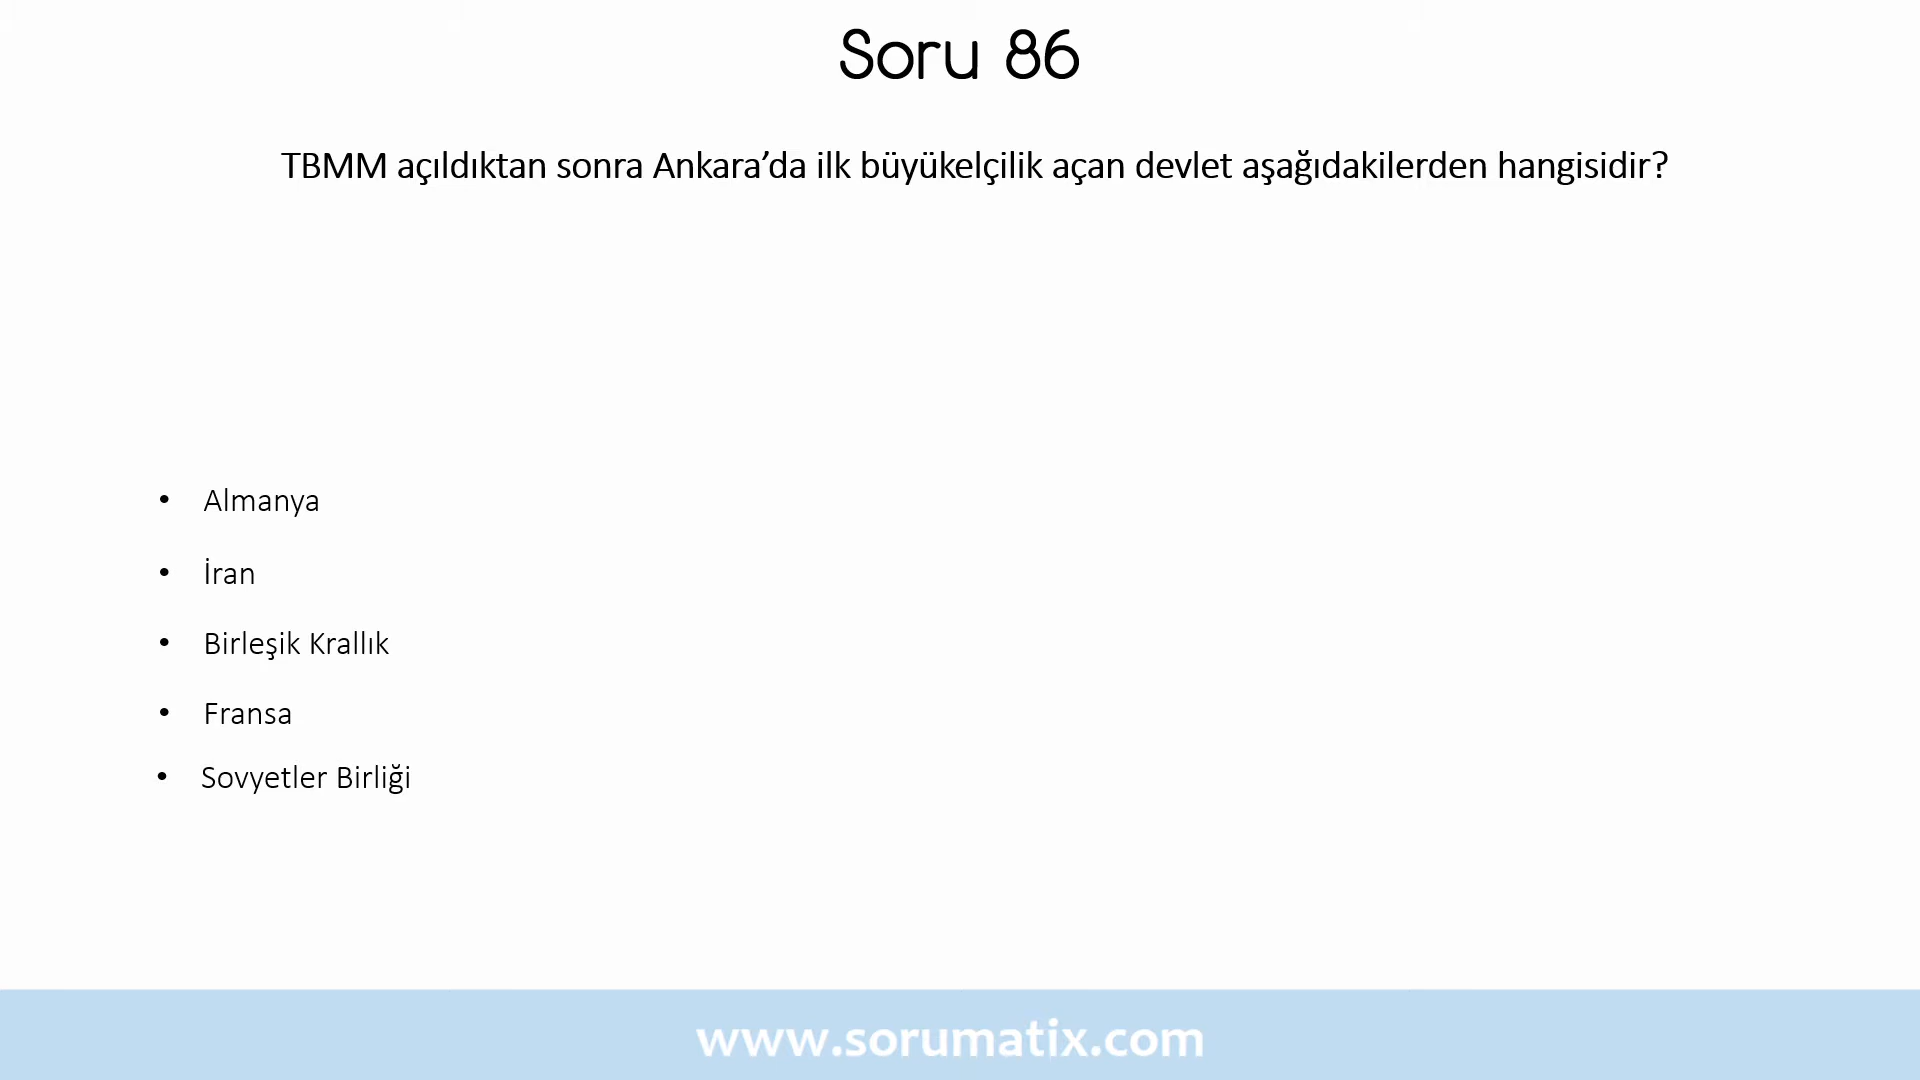 Soru 86
TBMM açıldıktan sonra Ankara’da ilk büyükelçilik açan devlet aşağıdakilerden hangisidir?
• Almanya
• İran
• Birleşik Krallık
• Fransa
• Sovyetler Birliği
www.sorumatix.com